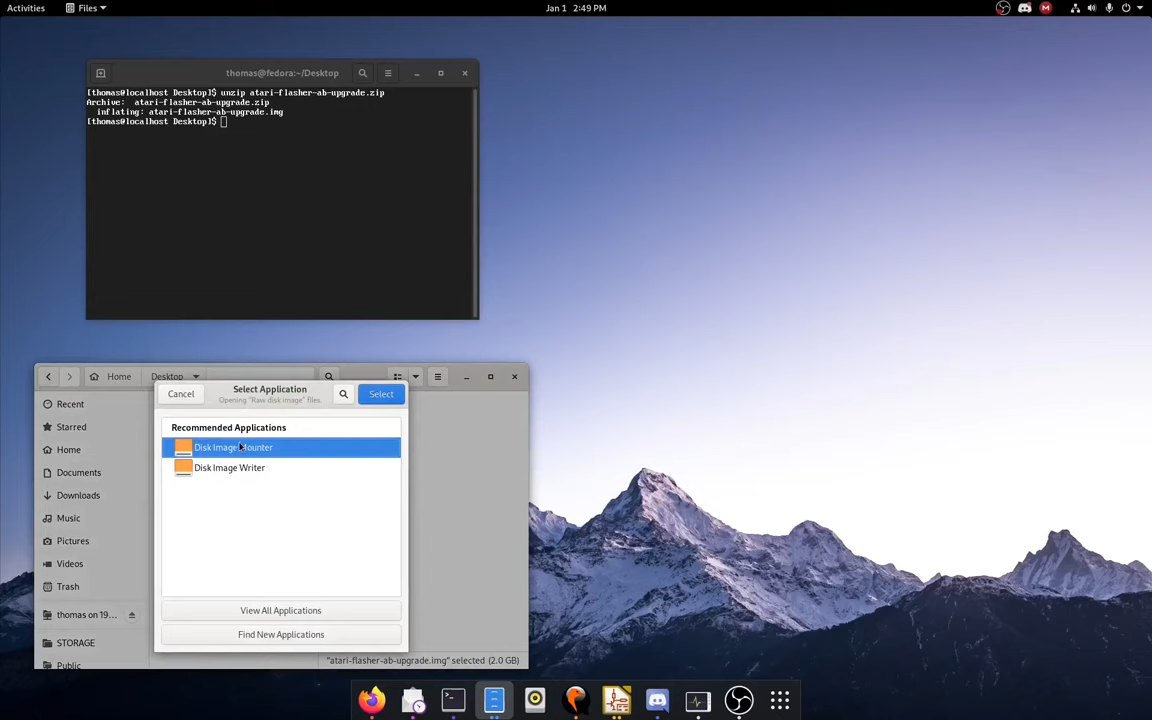 Activities
Files
Jan 1 2:49 PM
thomas@fedora:~/Desktop
[thomas@localhost Desktop]$ unzip atari-flasher-ab-upgrade.zip
Archive:  atari-flasher-ab-upgrade.zip
  inflating: atari-flasher-ab-upgrade.img
[thomas@localhost Desktop]$
Home
Desktop
Recent
Starred
Home
Documents
Downloads
Music
Pictures
Videos
Trash
thomas on 19...
STORAGE
Public
Cancel
Select Application
Opening "Raw disk image" files.
Select
Recommended Applications
Disk Image Mounter
Disk Image Writer
View All Applications
Find New Applications
"atari-flasher-ab-upgrade.img" selected (2.0 GB)